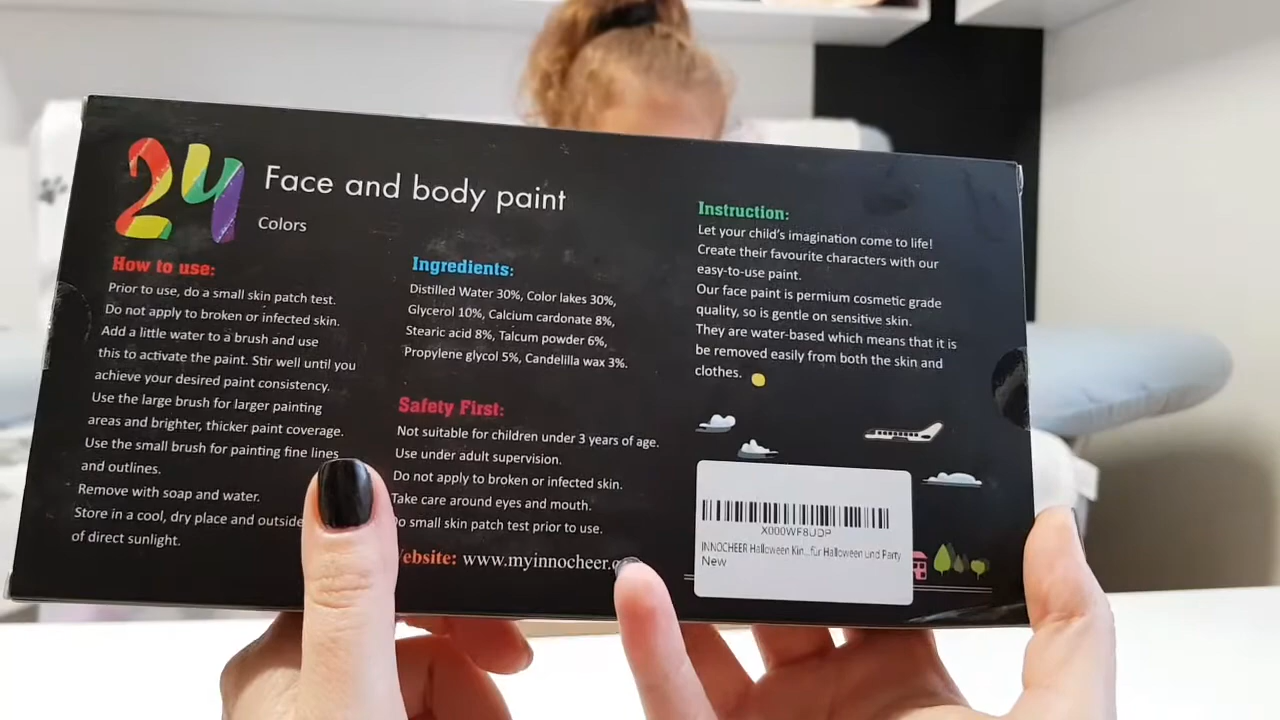 24
Face and body paint
Colors
How to use:
Prior to use, do a small skin patch test.
Do not apply to broken or infected skin.
Add a little water to a brush and use
this to activate the paint. Stir well until you
achieve your desired paint consistency.
Use the large brush for larger painting
areas and brighter, thicker paint coverage.
Use the small brush for painting fine lines
and outlines.
Remove with soap and water.
Store in a cool, dry place and outside
of direct sunlight.
Ingredients:
Distilled Water 30%, Color lakes 30%,
Glycerol 10%, Calcium cardonate 8%,
Stearic acid 8%, Talcum powder 6%,
Propylene glycol 5%, Candelilla wax 3%.
Safety First:
Not suitable for children under 3 years of age.
Use under adult supervision.
Do not apply to broken or infected skin.
Take care around eyes and mouth.
Do small skin patch test prior to use.
ebsite: www.myinnocheer.
Instruction:
Let your child's imagination come to life!
Create their favourite characters with our
easy-to-use paint.
Our face paint is permium cosmetic grade
quality, so is gentle on sensitive skin.
They are water-based which means that it is
be removed easily from both the skin and
clothes.
X000WF8UDP
INNOCHEER Halloween Kin...für Halloween und Party
New